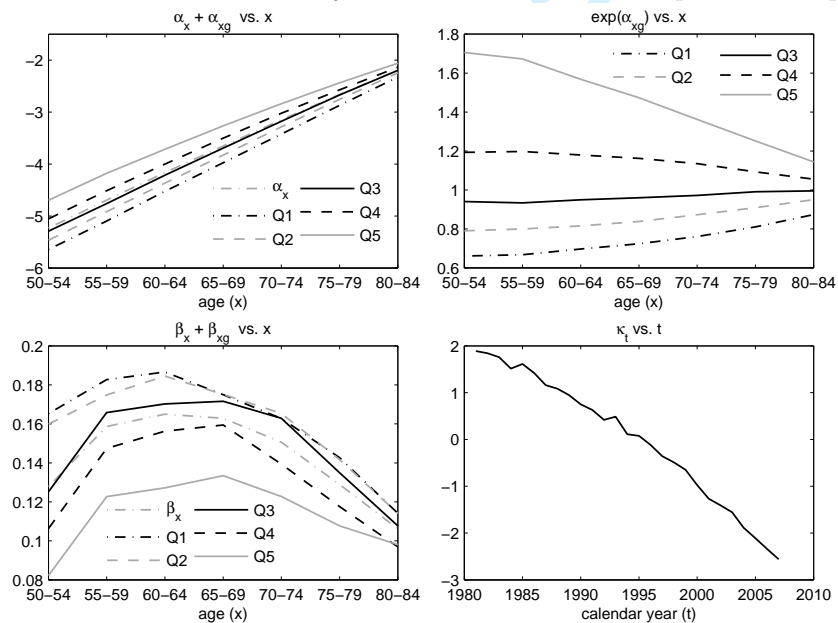 α_x + α_xg vs. x
−2
−3
−4
−5
−6
α_x
Q1
Q2
Q3
Q4
Q5
50−54 55−59 60−64 65−69 70−74 75−79 80−84
age (x)
exp(α_xg) vs. x
1.8
1.6
1.4
1.2
1
0.8
0.6
Q1
Q2
Q3
Q4
Q5
50−54 55−59 60−64 65−69 70−74 75−79 80−84
age (x)
β_x + β_xg vs. x
0.2
0.18
0.16
0.14
0.12
0.1
0.08
β_x
Q1
Q2
Q3
Q4
Q5
50−54 55−59 60−64 65−69 70−74 75−79 80−84
age (x)
κ_t vs. t
2
1
0
−1
−2
−3
1980 1985 1990 1995 2000 2005 2010
calendar year (t)